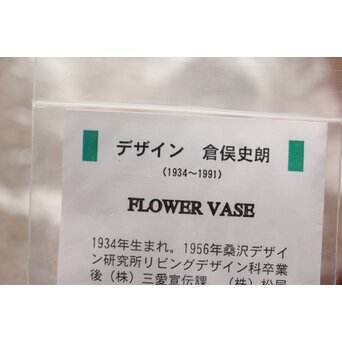 デザイン 倉俣史朗
(1934~1991)
FLOWER VASE
1934年生まれ。1956年桑沢デザイ
ン研究所リビングデザイン科卒業
後（株）三愛宣伝課、（株）松屋